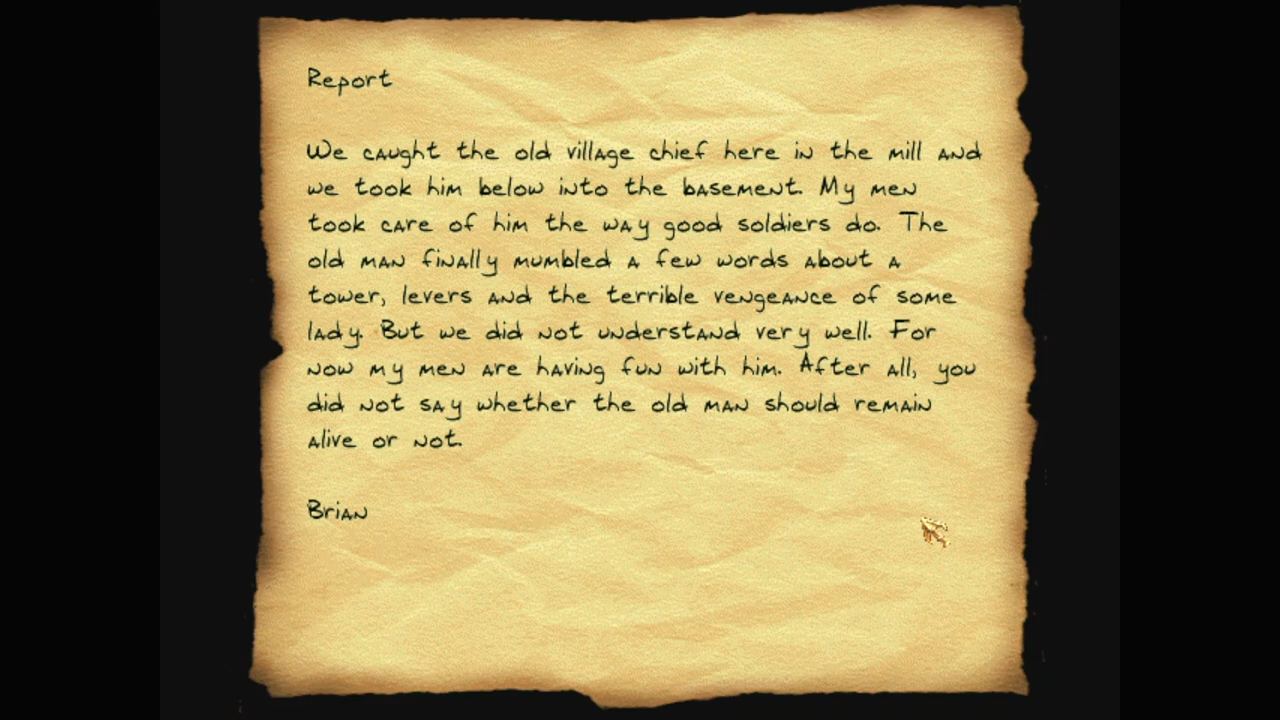 Report
We caught the old village chief here in the mill and
we took him below into the basement. My men
took care of him the way good soldiers do. The
old man finally mumbled a few words about a
tower, levers and the terrible vengeance of some
lady. But we did not understand very well. For
now my men are having fun with him. After all, you
did not say whether the old man should remain
alive or not.
Brian